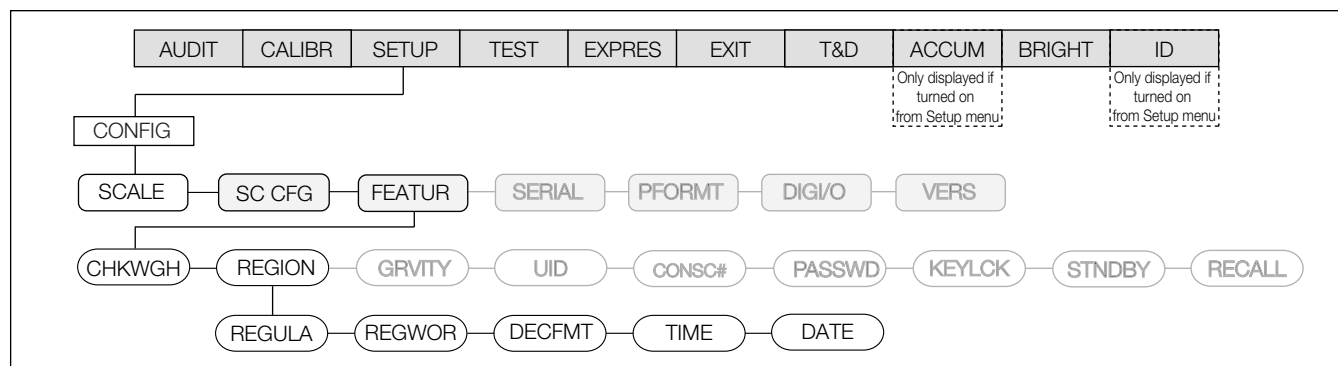 AUDIT CALIBR SETUP TEST EXPRES EXIT T&D ACCUM BRIGHT ID
Only displayed if
turned on
from Setup menu
Only displayed if
turned on
from Setup menu
CONFIG
SCALE SC CFG FEATUR SERIAL PFORMT DIGI/O VERS
CHKWGH REGION GRVITY UID CONSC# PASSWD KEYLCK STNDBY RECALL
REGULA REGWOR DECFMT TIME DATE